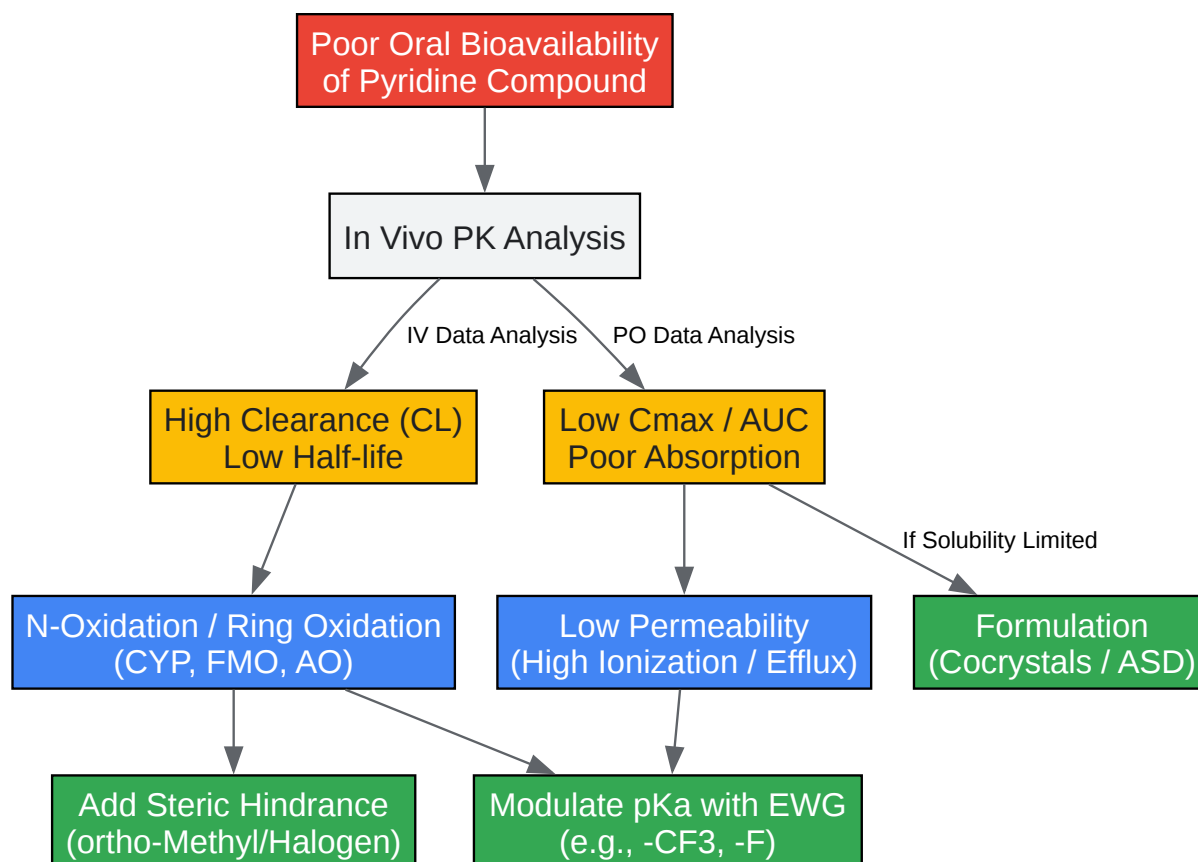 Poor Oral Bioavailability
of Pyridine Compound
In Vivo PK Analysis
IV Data Analysis
PO Data Analysis
High Clearance (CL)
Low Half-life
Low Cmax / AUC
Poor Absorption
If Solubility Limited
N-Oxidation / Ring Oxidation
(CYP, FMO, AO)
Low Permeability
(High Ionization / Efflux)
Formulation
(Cocrystals / ASD)
Add Steric Hindrance
(ortho-Methyl/Halogen)
Modulate pKa with EWG
(e.g., -CF3, -F)